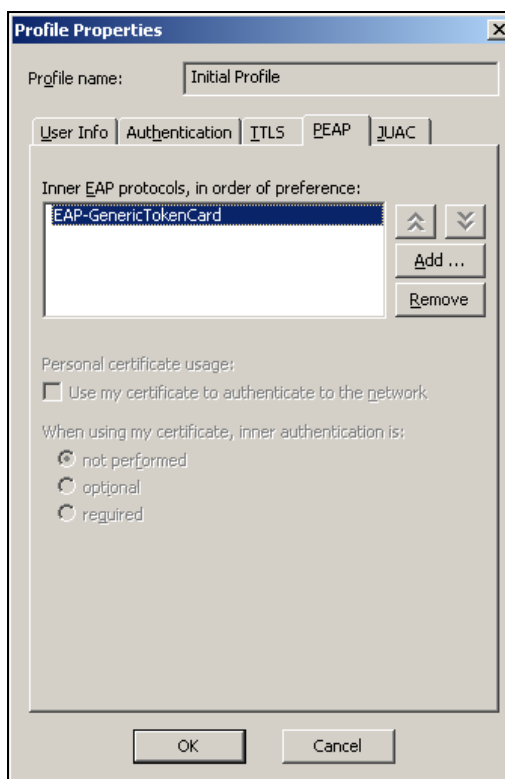 Profile Properties
Profile name: Initial Profile
User Info Authentication TTLS PEAP JUAC
Inner EAP protocols, in order of preference:
EAP-GenericTokenCard
Add ...
Remove
Personal certificate usage:
Use my certificate to authenticate to the network
When using my certificate, inner authentication is:
not performed
optional
required
OK Cancel